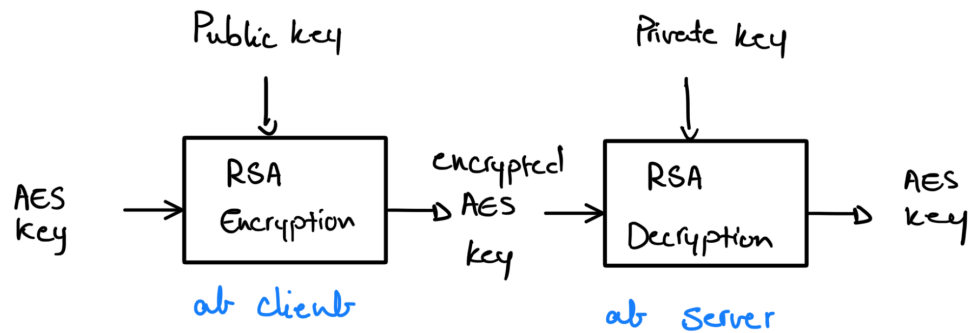 Public key
Private key
AES
key
RSA
Encryption
encrypted
AES
key
RSA
Decryption
AES
key
at client
at server